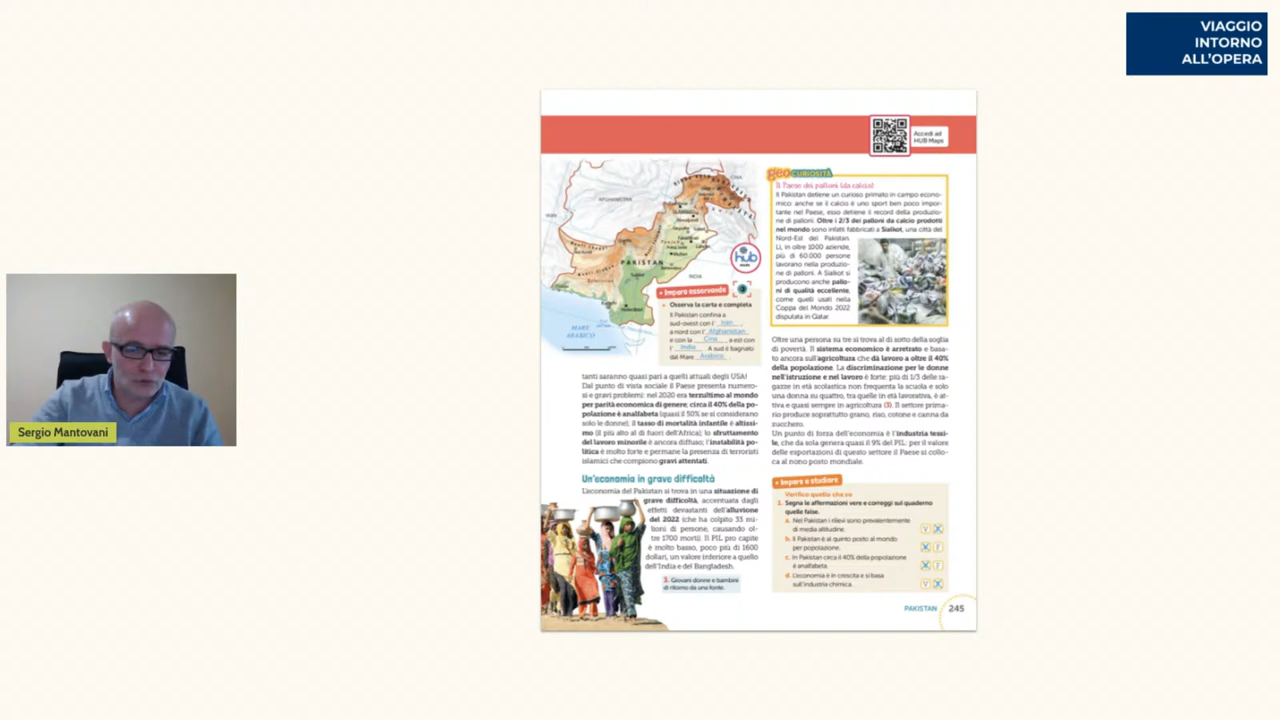 VIAGGIO
INTORNO
ALL'OPERA
Sergio Mantovani
Accedi ad
HUB Maps
CINA
AFGHANISTAN
IRAN
PAKISTAN
INDIA
MARE
ARABICO
hub
MAPS
• Imparo osservando
• Osserva la carta e completa
Il Pakistan confina a
sud-ovest con l' Iran ,
a nord con l' Afghanistan
e con la Cina a est con
l' India . A sud è bagnato
dal Mare Arabico .
tanti saranno quasi pari a quelli attuali degli USA!
Dal punto di vista sociale il Paese presenta numero-
si e gravi problemi: nel 2020 era terzultimo al mondo
per parità economica di genere; circa il 40% della po-
polazione è analfabeta (quasi il 50% se si considerano
solo le donne); il tasso di mortalità infantile è altissi-
mo (il più alto al di fuori dell'Africa); lo sfruttamento
del lavoro minorile è ancora diffuso; l'instabilità po-
litica è molto forte e permane la presenza di terroristi
islamici che compiono gravi attentati.
Un'economia in grave difficoltà
L'economia del Pakistan si trova in una situazione di
grave difficoltà, accentuata dagli
effetti devastanti dell'alluvione
del 2022 (che ha colpito 33 mi-
lioni di persone, causando ol-
tre 1700 morti). Il PIL pro capite
è molto basso, poco più di 1600
dollari, un valore inferiore a quello
dell'India e del Bangladesh.
3. Giovani donne e bambini
di ritorno da una fonte.
geo CURIOSITÀ
Il Paese dei palloni (da calcio)!
Il Pakistan detiene un curioso primato in campo econo-
mico: anche se il calcio è uno sport ben poco impor-
tante nel Paese, esso detiene il record della produzio-
ne di palloni. Oltre i 2/3 dei palloni da calcio prodotti
nel mondo sono infatti fabbricati a Sialkot, una città del
Nord-Est del Pakistan.
Lì, in oltre 1000 aziende,
più di 60.000 persone
lavorano nella produzio-
ne di palloni. A Sialkot si
producono anche pallo-
ni di qualità eccellente,
come quelli usati nella
Coppa del Mondo 2022
disputata in Qatar.
Oltre una persona su tre si trova al di sotto della soglia
di povertà. Il sistema economico è arretrato e basa-
to ancora sull'agricoltura che dà lavoro a oltre il 40%
della popolazione. La discriminazione per le donne
nell'istruzione e nel lavoro è forte: più di 1/3 delle ra-
gazze in età scolastica non frequenta la scuola e solo
una donna su quattro, tra quelle in età lavorativa, è at-
tiva e quasi sempre in agricoltura (3). Il settore prima-
rio produce soprattutto grano, riso, cotone e canna da
zucchero.
Un punto di forza dell'economia è l'industria tessi-
le, che da sola genera quasi il 9% del PIL: per il valore
delle esportazioni di questo settore il Paese si collo-
ca al nono posto mondiale.
• Imparo a studiare
Verifico quello che so
1. Segna le affermazioni vere e correggi sul quaderno
quelle false.
a. Nel Pakistan i rilievi sono prevalentemente
di media altitudine. V
b. Il Pakistan è al quinto posto al mondo
per popolazione. F
c. In Pakistan circa il 40% della popolazione
è analfabeta. F
d. L'economia è in crescita e si basa
sull'industria chimica. V
PAKISTAN 245